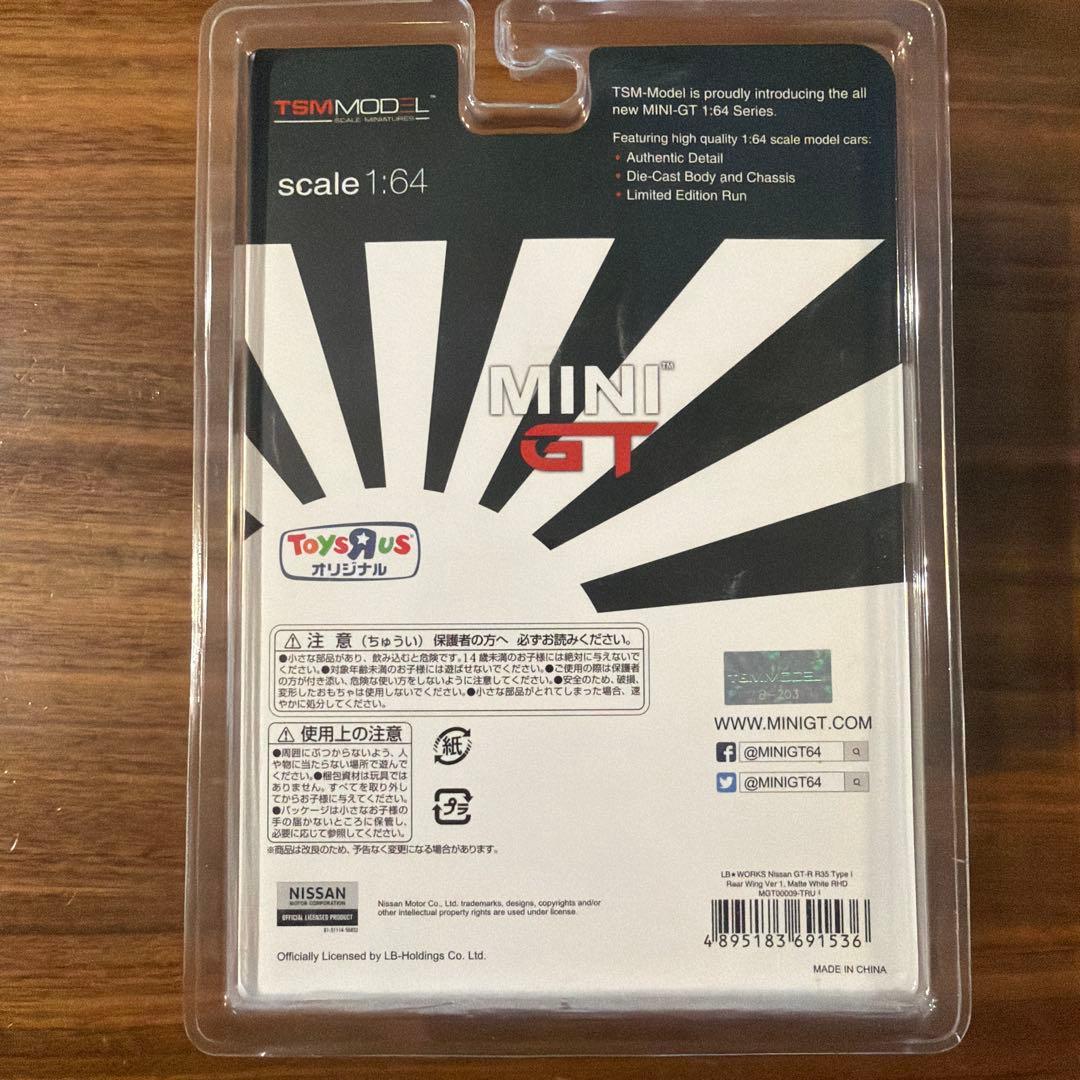 TSMMODEL™
SCALE MINIATURES
scale 1:64
TSM-Model is proudly introducing the all
new MINI-GT 1:64 Series.
Featuring high quality 1:64 scale model cars:
• Authentic Detail
• Die-Cast Body and Chassis
• Limited Edition Run
MINI™
GT
TOYSЯUS
オリジナル
⚠ 注 意 (ちゅうい) 保護者の方へ 必ずお読みください。
●小さな部品があり、飲み込むと危険です。14歳未満のお子様には絶対に与えないで
ください。●対象年齢未満のお子様には遊ばせないでください。●ご使用の際は保護者
の方が付き添い、危険な使い方をしないように注意してください。●安全のため、破損、
変形したおもちゃは使用しないでください。●小さな部品がとれてしまった場合、速
やかに処分してください。
⚠ 使用上の注意
●周囲にぶつからないよう、人
や物に当たらない場所で遊んで
ください。●梱包資材は玩具では
ありません。すべてを取り外し
てからお子様に与えてください。
●パッケージは小さなお子様の
手の届かないところに保管し、
必要に応じて参照してください。
※商品は改良のため、予告なく変更になる場合があります。
紙
プラ
TSMMODEL
B-203
WWW.MINIGT.COM
@MINIGT64
@MINIGT64
NISSAN
MOTOR CORPORATION
OFFICIAL LICENSED PRODUCT
Nissan Motor Co., Ltd. trademarks, designs, copyrights and/or
other intellectual property rights are used under license.
Officially Licensed by LB-Holdings Co. Ltd.
LB★WORKS Nissan GT-R R35 Type I
Rear Wing Ver 1, Matte White RHD
MGT00009-TRU
4 895183 691536
MADE IN CHINA